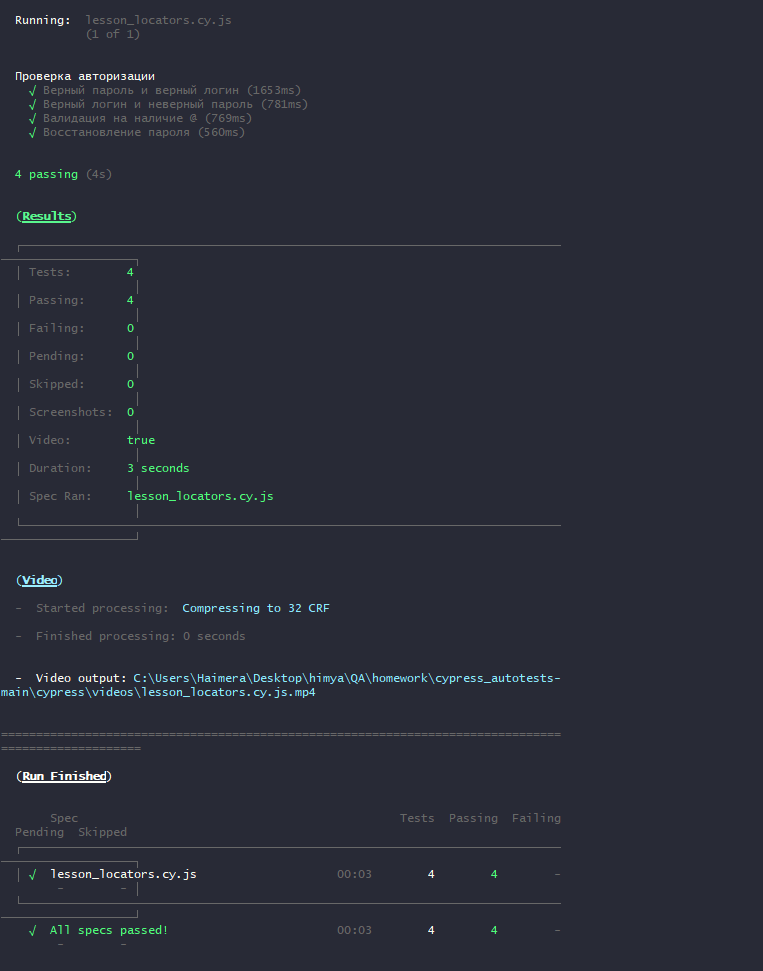 Running:  lesson_locators.cy.js
(1 of 1)
Проверка авторизации
√ Верный пароль и верный логин (1653ms)
√ Верный логин и неверный пароль (781ms)
√ Валидация на наличие @ (769ms)
√ Восстановление пароля (560ms)
4 passing (4s)
(Results)
Tests:        4
Passing:      4
Failing:      0
Pending:      0
Skipped:      0
Screenshots:  0
Video:        true
Duration:     3 seconds
Spec Ran:     lesson_locators.cy.js
(Video)
-  Started processing:  Compressing to 32 CRF
-  Finished processing: 0 seconds
-  Video output: C:\Users\Haimera\Desktop\himya\QA\homework\cypress_autotests-
main\cypress\videos\lesson_locators.cy.js.mp4
================================================================================
====================
(Run Finished)
Spec                                              Tests  Passing  Failing
Pending  Skipped
√  lesson_locators.cy.js                    00:03        4        4        -
-        -
√  All specs passed!                        00:03        4        4        -
-        -